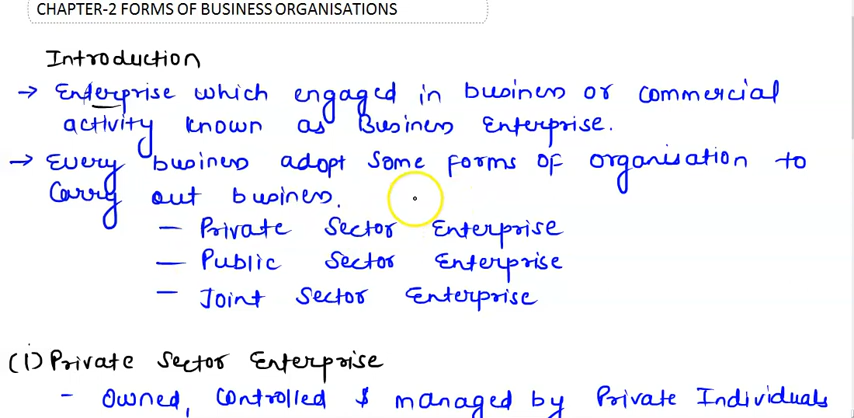 CHAPTER-2 FORMS OF BUSINESS ORGANISATIONS
Introduction
→ Enterprise which engaged in business or commercial
activity known as Business Enterprise.
→ Every business adopt some forms of organisation to
Carry out business.
— Private Sector Enterprise
— Public Sector Enterprise
— Joint Sector Enterprise
(1) Private Sector Enterprise
- Owned, Controlled & managed by Private Individuals